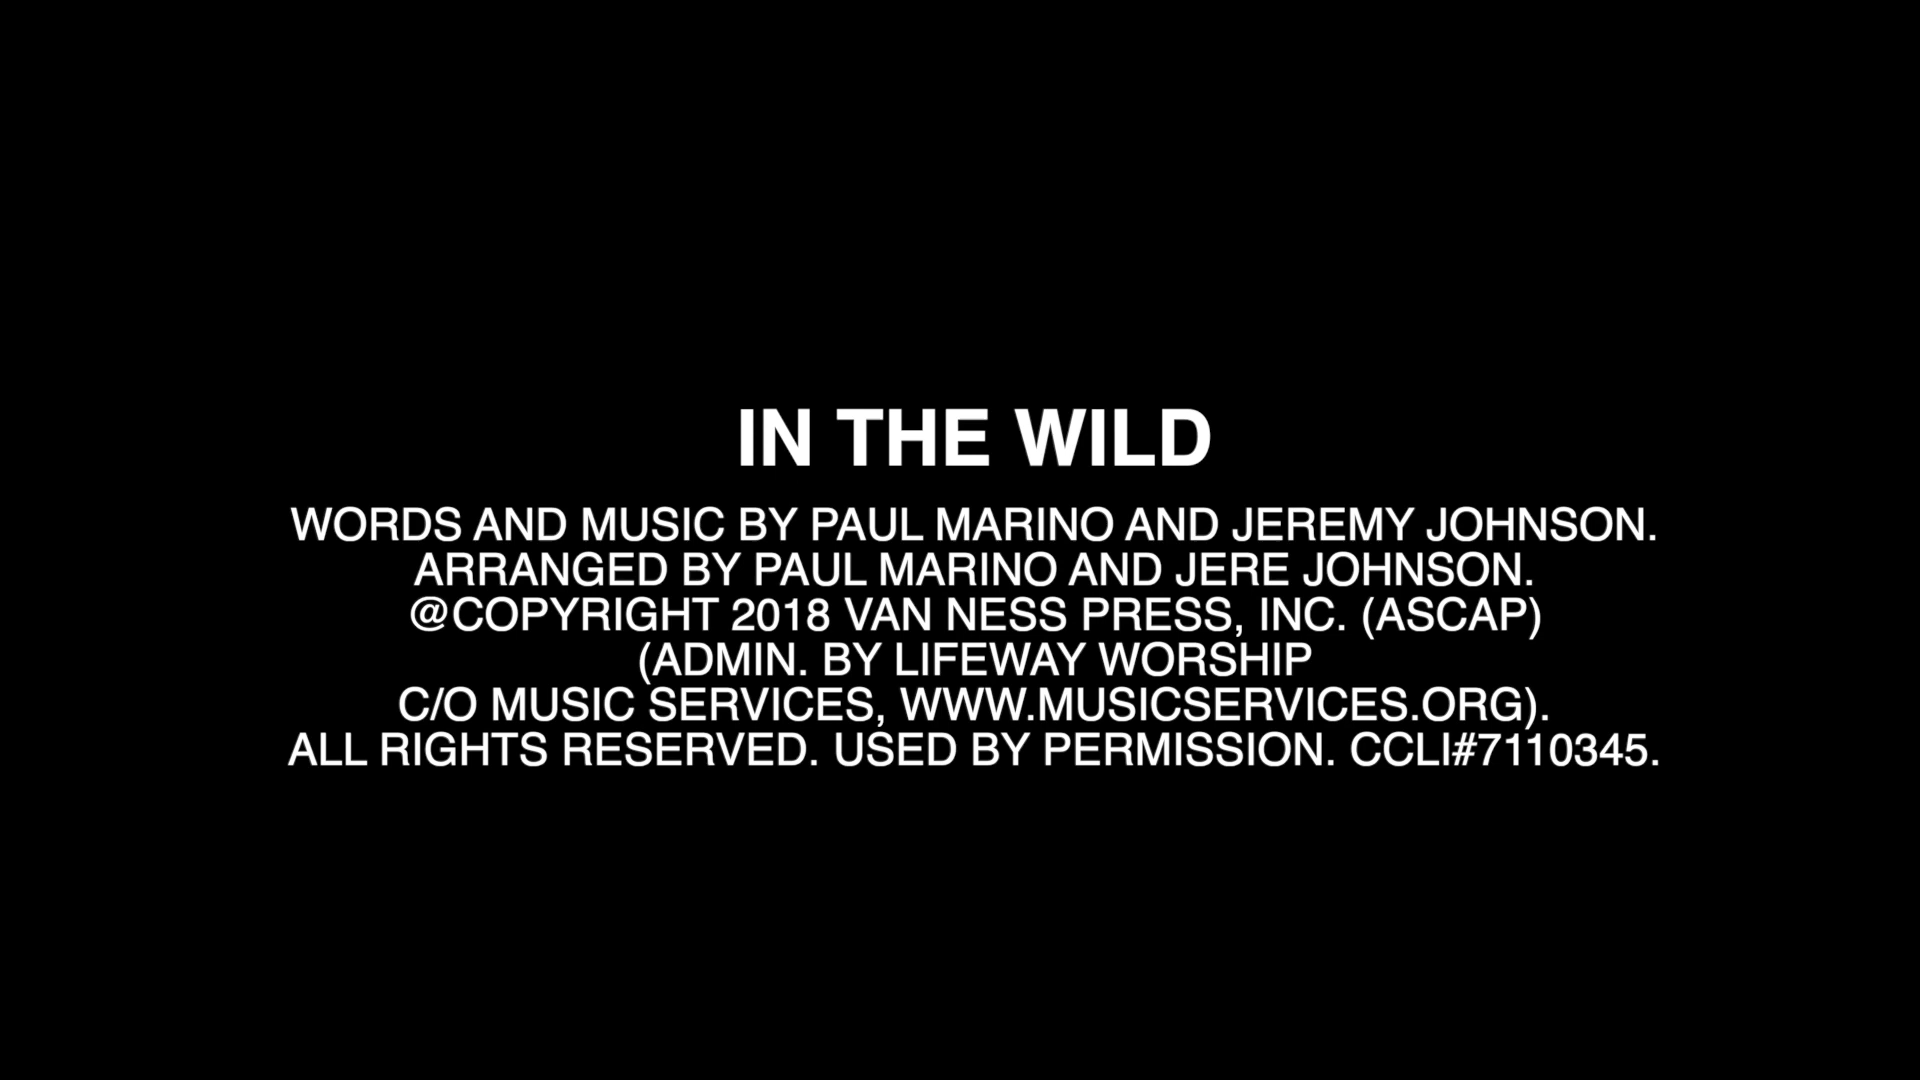 IN THE WILD
WORDS AND MUSIC BY PAUL MARINO AND JEREMY JOHNSON.
ARRANGED BY PAUL MARINO AND JERE JOHNSON.
@COPYRIGHT 2018 VAN NESS PRESS, INC. (ASCAP)
(ADMIN. BY LIFEWAY WORSHIP
C/O MUSIC SERVICES, WWW.MUSICSERVICES.ORG).
ALL RIGHTS RESERVED. USED BY PERMISSION. CCLI#7110345.